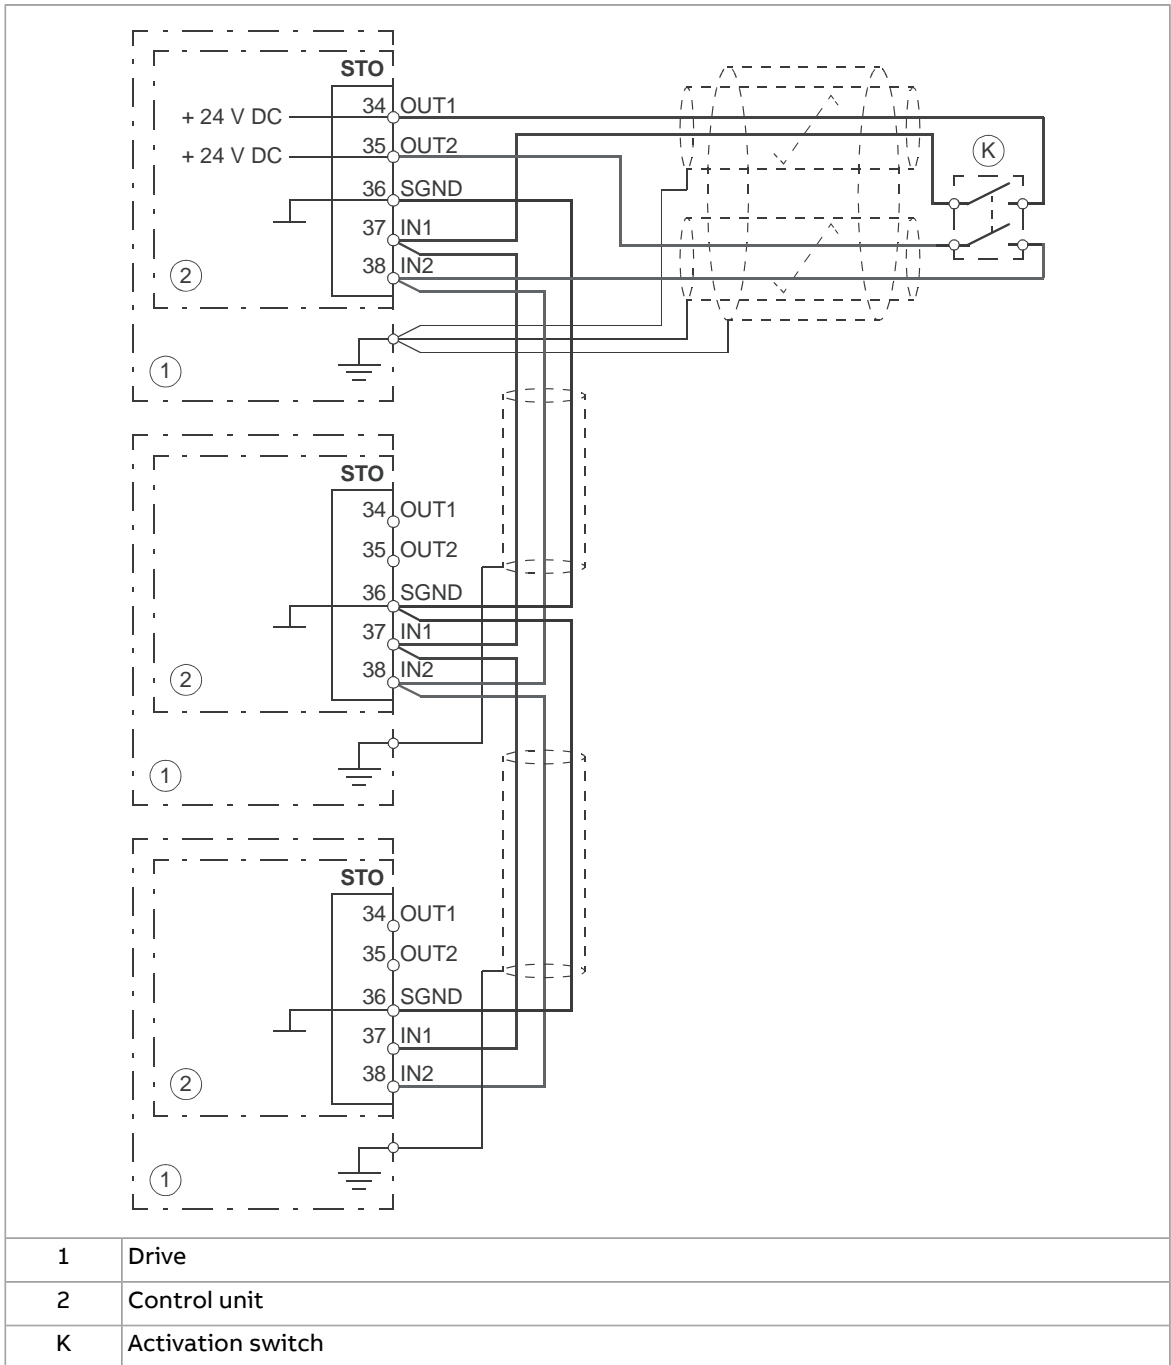 STO
+ 24 V DC 34 OUT1
+ 24 V DC 35 OUT2
K
36 SGND
37 IN1
38 IN2
2
1
STO
34 OUT1
35 OUT2
36 SGND
37 IN1
38 IN2
2
1
STO
34 OUT1
35 OUT2
36 SGND
37 IN1
38 IN2
2
1
1 Drive
2 Control unit
K Activation switch